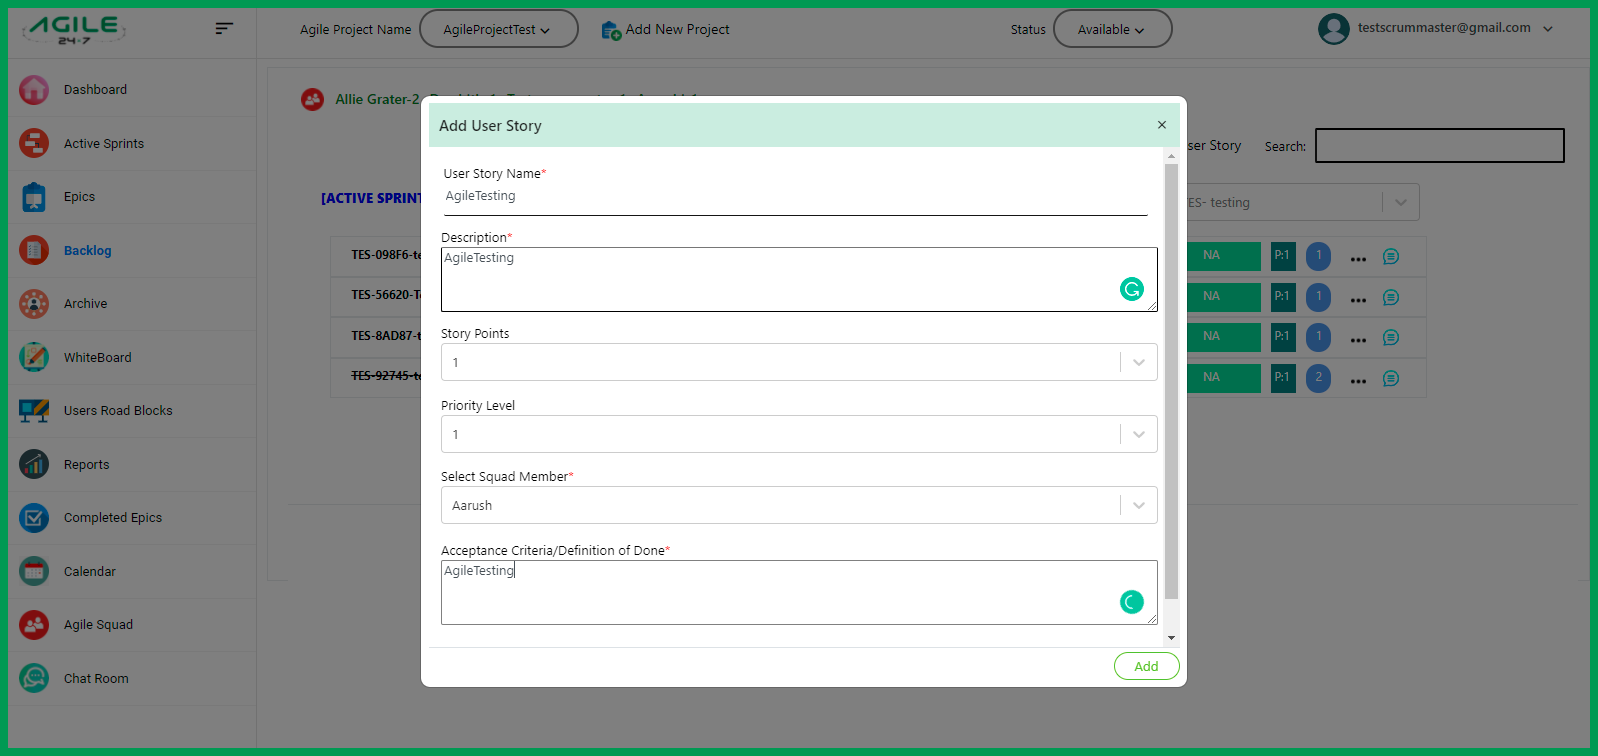 AGILE
24x7
Agile Project Name
AgileProjectTest
Add New Project
Status
Available
testscrummaster@gmail.com
Dashboard
Active Sprints
Epics
Backlog
Archive
WhiteBoard
Users Road Blocks
Reports
Completed Epics
Calendar
Agile Squad
Chat Room
Allie Grater-2
ser Story
Search:
[ACTIVE SPRINT
ES- testing
TES-098F6-te
NA
P:1
1
TES-56620-Te
NA
P:1
1
TES-8AD87-t
NA
P:1
1
TES-92745-te
NA
P:1
2
Add User Story
×
User Story Name*
AgileTesting
Description*
AgileTesting
Story Points
1
Priority Level
1
Select Squad Member*
Aarush
Acceptance Criteria/Definition of Done*
AgileTesting
Add